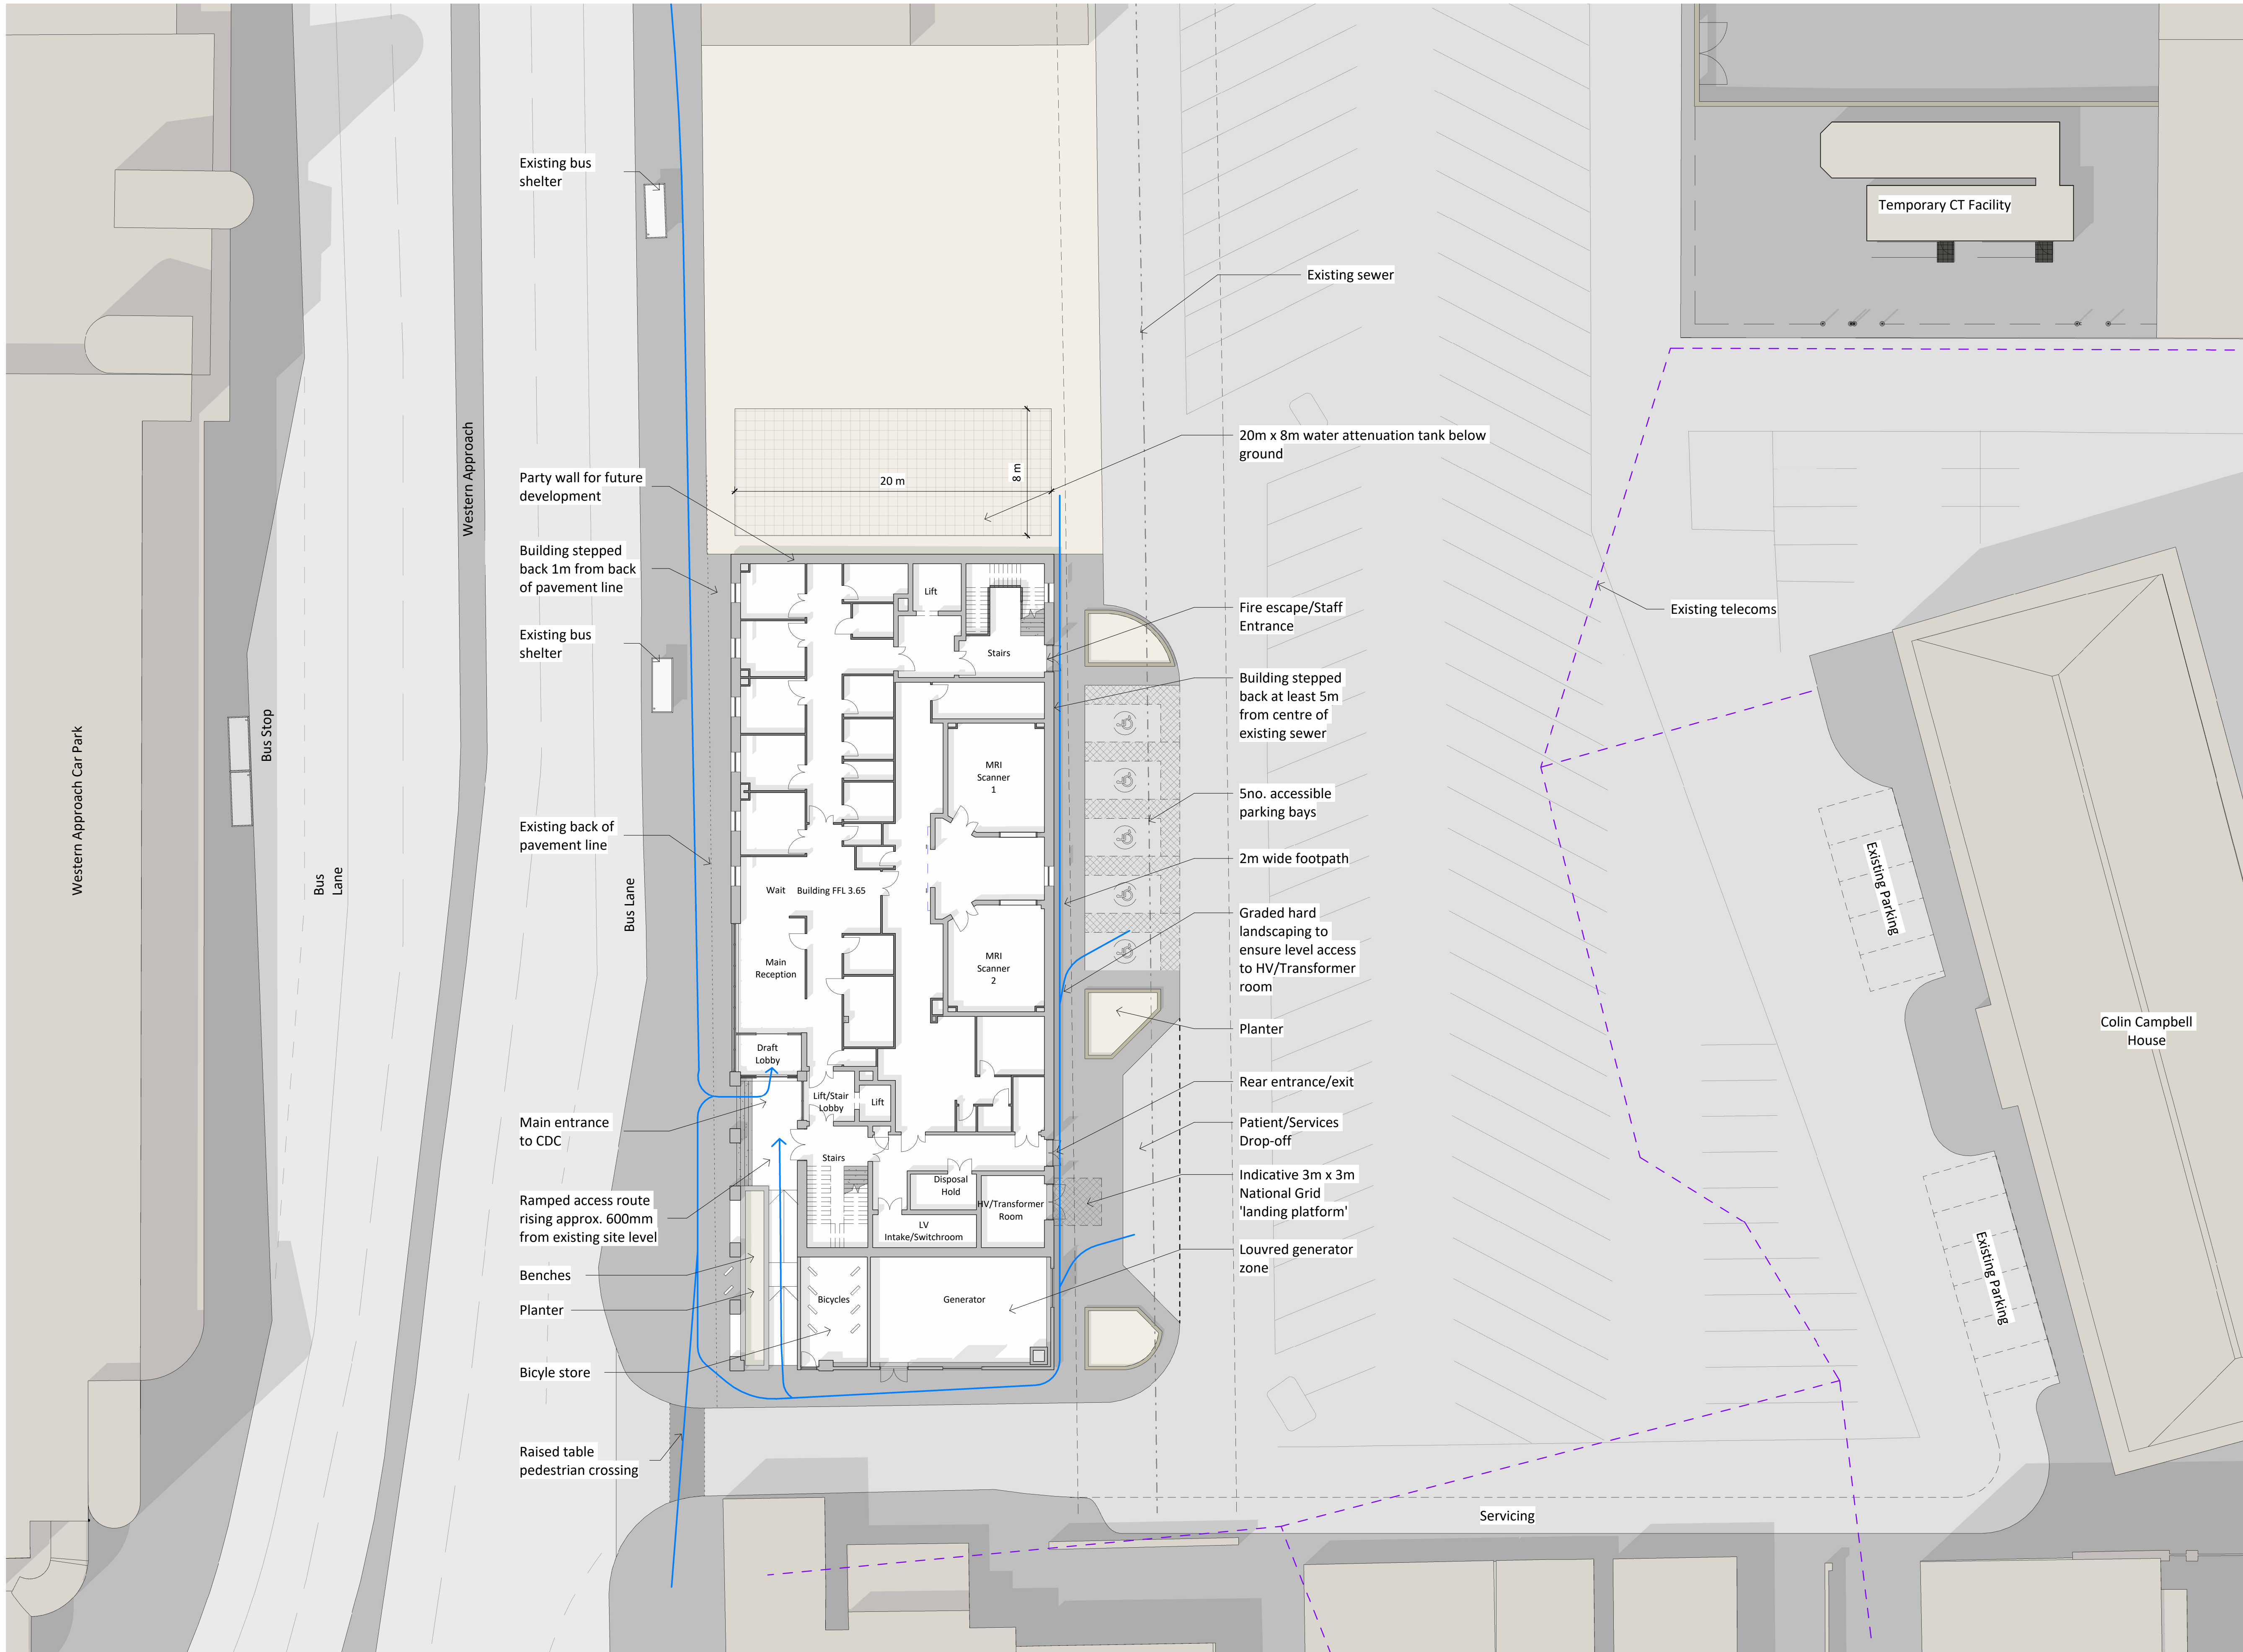 Existing bus
shelter
Temporary CT Facility
Existing sewer
Western Approach
20m x 8m water attenuation tank below
ground
20 m
8 m
Party wall for future
development
Building stepped
back 1m from back
of pavement line
Existing bus
shelter
Lift
Stairs
Fire escape/Staff
Entrance
Existing telecoms
Building stepped
back at least 5m
from centre of
existing sewer
Bus Stop
Western Approach Car Park
MRI
Scanner
1
5no. accessible
parking bays
Existing back of
pavement line
2m wide footpath
Bus
Lane
Bus Lane
Wait
Building FFL 3.65
Existing Parking
Graded hard
landscaping to
ensure level access
to HV/Transformer
room
Main
Reception
MRI
Scanner
2
Planter
Colin Campbell
House
Draft
Lobby
Rear entrance/exit
Lift/Stair
Lobby
Lift
Main entrance
to CDC
Patient/Services
Drop-off
Stairs
Disposal
Hold
Indicative 3m x 3m
National Grid
'landing platform'
Ramped access route
rising approx. 600mm
from existing site level
HV/Transformer
Room
LV
Intake/Switchroom
Louvred generator
zone
Existing Parking
Benches
Planter
Bicycles
Generator
Bicyle store
Raised table
pedestrian crossing
Servicing